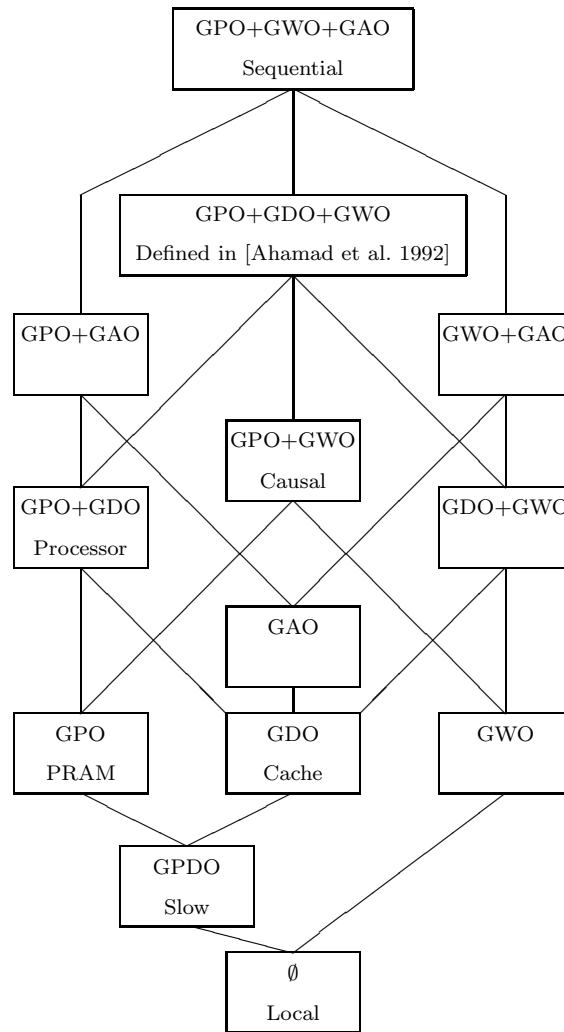 GPO+GWO+GAO
Sequential
GPO+GDO+GWO
Defined in [Ahamad et al. 1992]
GPO+GAO
GWO+GAO
GPO+GWO
Causal
GPO+GDO
Processor
GDO+GWO
GAO
GPO
PRAM
GDO
Cache
GWO
GPDO
Slow
∅
Local